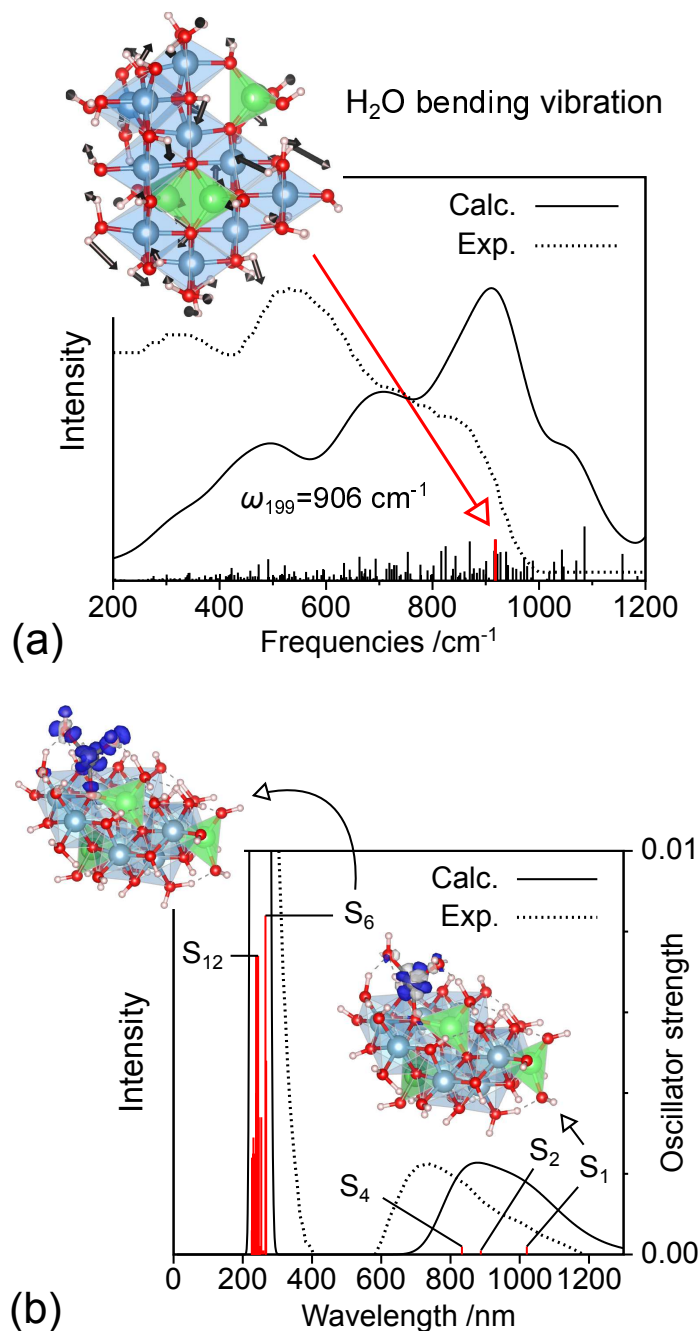 H₂O bending vibration
Calc.
Exp.
Intensity
ω₁₉₉=906 cm⁻¹
200 400 600 800 1000 1200
Frequencies /cm⁻¹
(a)
0.01
Calc.
Exp.
S₆
S₁₂
Intensity
Oscillator strength
S₂
S₄
S₁
0.00
0 200 400 600 800 1000 1200
Wavelength /nm
(b)